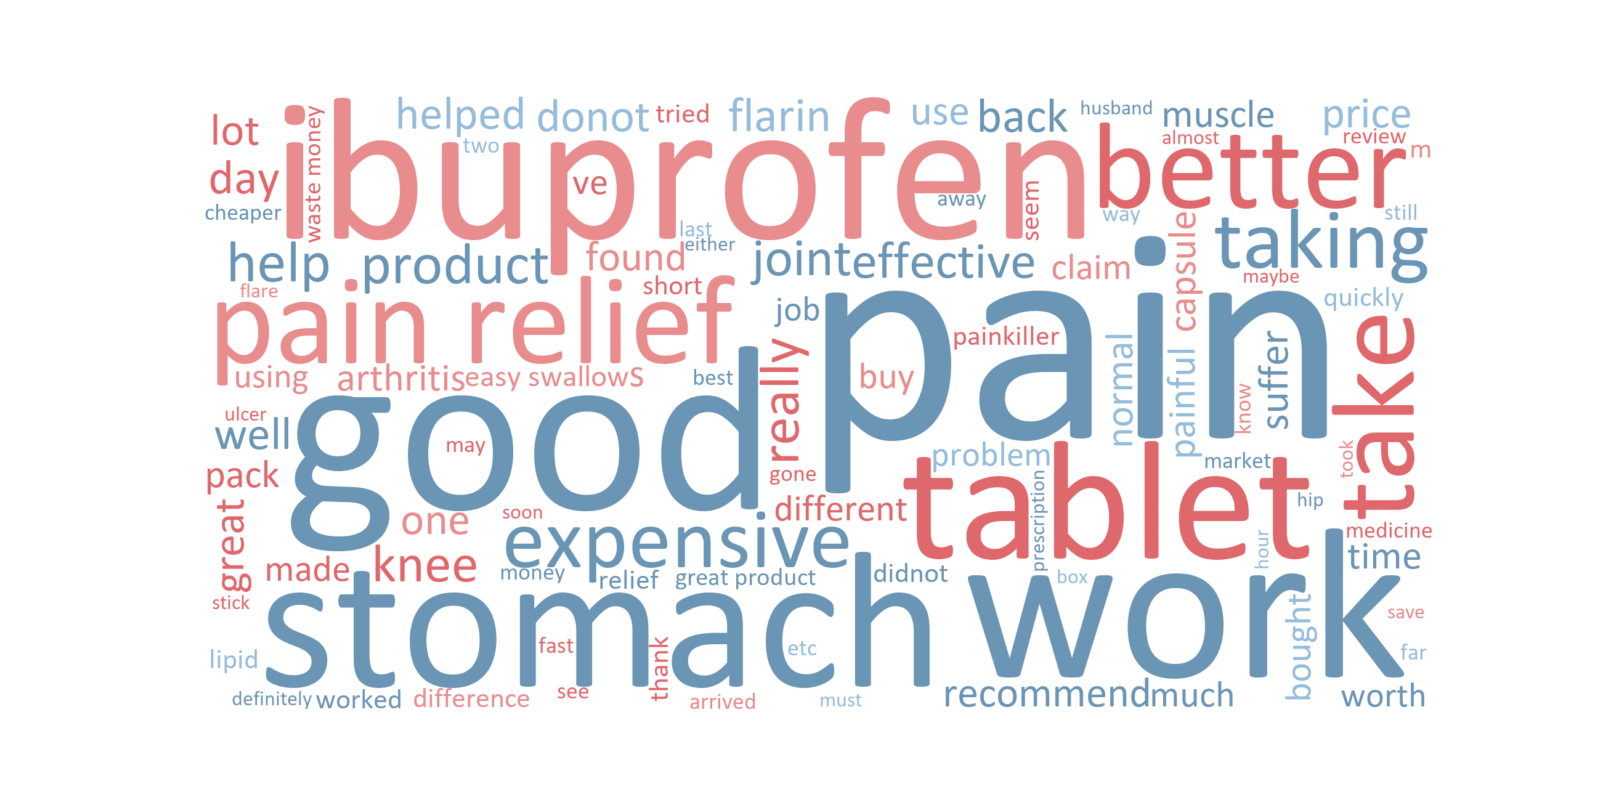 lot
helped
donot
tried
flarin
use
back
husband
muscle
price
ibuprofen
waste money
two
almost
review
m
better
day
ve
cheaper
away
seem
way
still
last
either
taking
help
product
found
joint
effective
claim
capsule
maybe
flare
short
quickly
pain relief
job
pain
painkiller
normal
painful
suffer
take
using
arthritis
easy swallow
S
best
really
buy
know
ulcer
well
good
may
problem
market
took
pack
gone
tablet
prescription
hip
great
one
soon
different
medicine
expensive
hour
time
made
knee
money
relief
great product
didnot
box
stick
stomach
work
bought
save
fast
thank
etc
lipid
far
definitely
worked
difference
see
arrived
must
recommend
much
worth